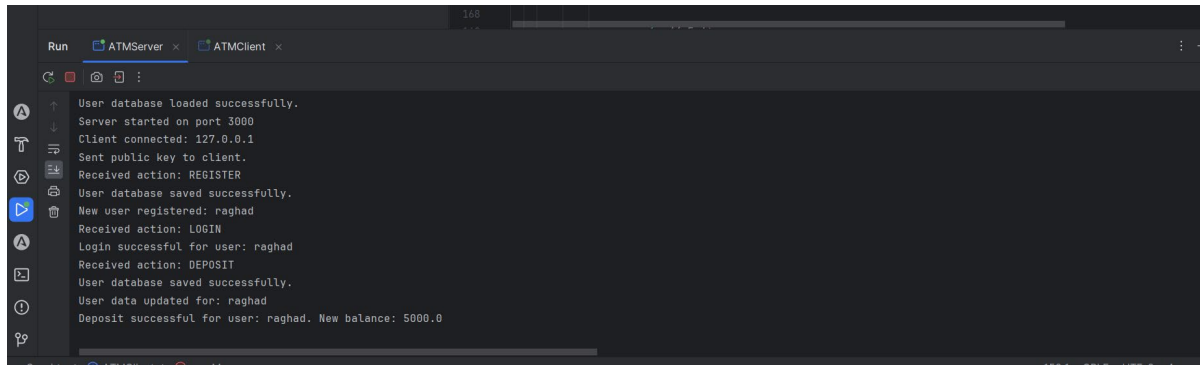 168
Run ATMServer × ATMClient ×
User database loaded successfully.
Server started on port 3000
Client connected: 127.0.0.1
Sent public key to client.
Received action: REGISTER
User database saved successfully.
New user registered: raghad
Received action: LOGIN
Login successful for user: raghad
Received action: DEPOSIT
User database saved successfully.
User data updated for: raghad
Deposit successful for user: raghad. New balance: 5000.0